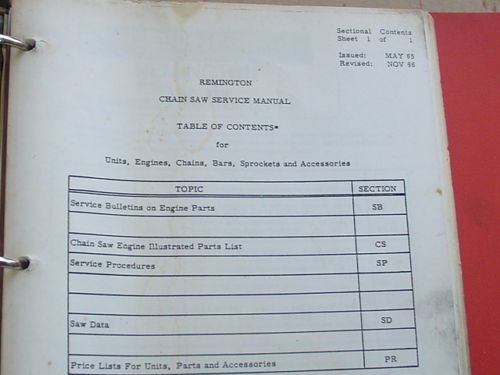 Sectional Contents
Sheet 1 of 1
Issued: MAY 65
Revised: NOV 66
REMINGTON
CHAIN SAW SERVICE MANUAL
TABLE OF CONTENTS*
for
Units, Engines, Chains, Bars, Sprockets and Accessories
TOPIC SECTION
Service Bulletins on Engine Parts SB
Chain Saw Engine Illustrated Parts List CS
Service Procedures SP
Saw Data SD
Price Lists For Units, Parts and Accessories PR